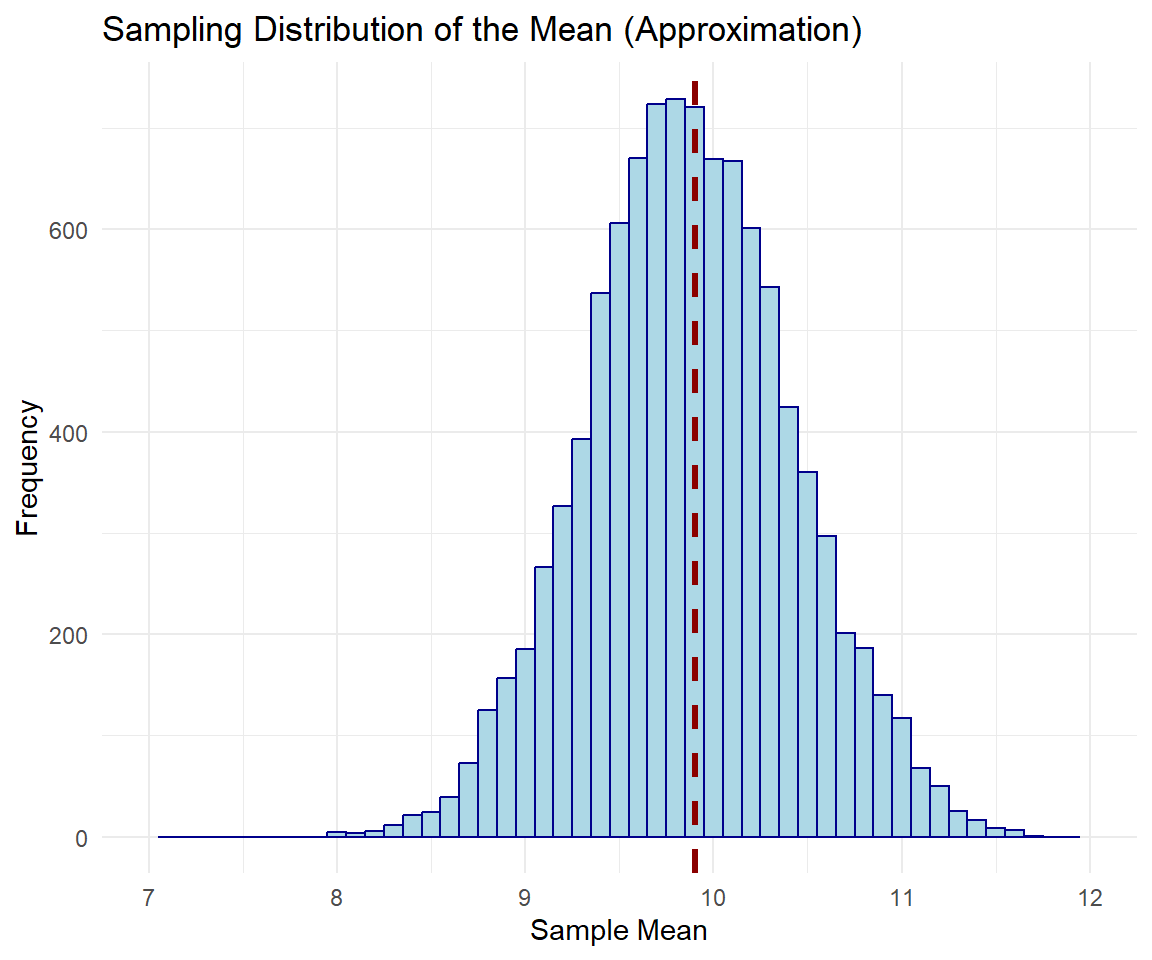 Sampling Distribution of the Mean (Approximation)
600
400
200
0
Frequency
7 8 9 10 11 12
Sample Mean